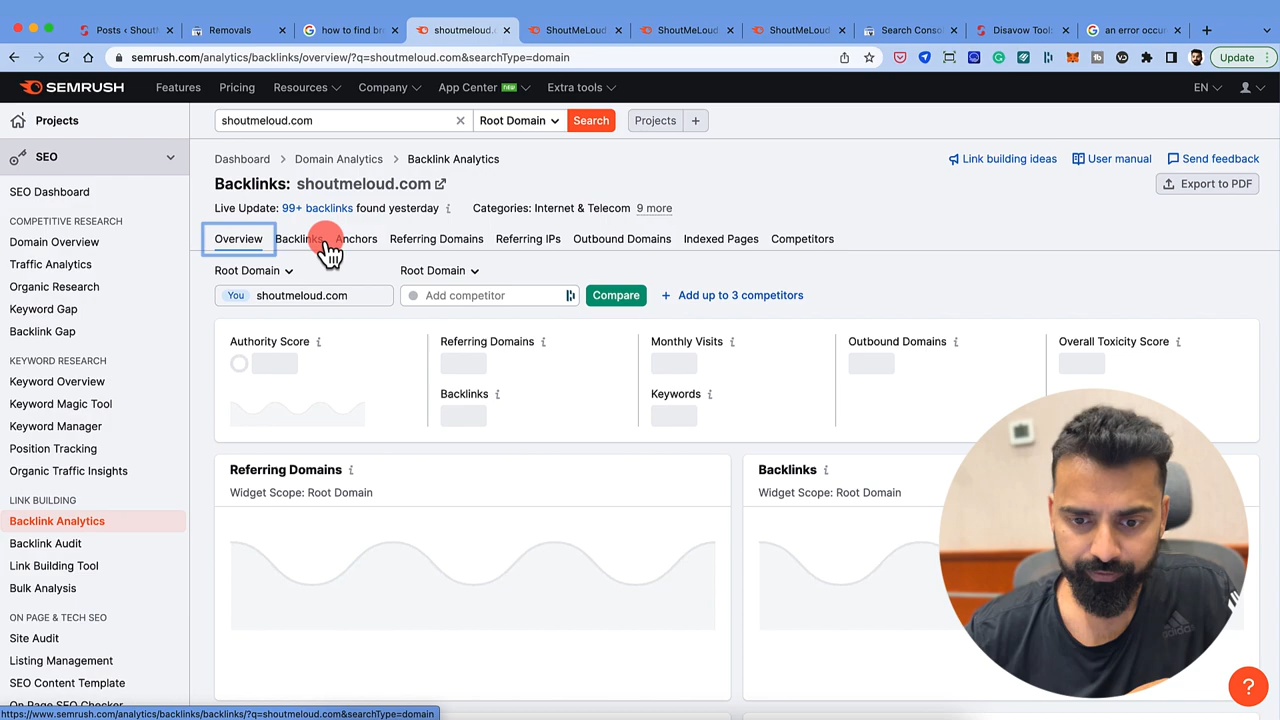 Posts ‹ ShoutM
Removals
how to find bro
shoutmeloud.c
ShoutMeLoud
ShoutMeLoud
ShoutMeLoud
Search Conso
Disavow Tool:
an error occur
semrush.com/analytics/backlinks/overview/?q=shoutmeloud.com&searchType=domain
Update
SEMRUSH
Features
Pricing
Resources
Company
App Center new
Extra tools
EN
Projects
shoutmeloud.com
Root Domain
Search
Projects +
SEO
Dashboard > Domain Analytics > Backlink Analytics
Link building ideas
User manual
Send feedback
Backlinks: shoutmeloud.com
Export to PDF
SEO Dashboard
Live Update: 99+ backlinks found yesterday i
Categories: Internet & Telecom 9 more
COMPETITIVE RESEARCH
Domain Overview
Traffic Analytics
Organic Research
Keyword Gap
Backlink Gap
KEYWORD RESEARCH
Keyword Overview
Keyword Magic Tool
Keyword Manager
Position Tracking
Organic Traffic Insights
LINK BUILDING
Backlink Analytics
Backlink Audit
Link Building Tool
Bulk Analysis
ON PAGE & TECH SEO
Site Audit
Listing Management
SEO Content Template
On Page SEO Checker
Overview
Backlinks
Anchors
Referring Domains
Referring IPs
Outbound Domains
Indexed Pages
Competitors
Root Domain
Root Domain
You shoutmeloud.com
Add competitor
Compare
+ Add up to 3 competitors
Authority Score i
Referring Domains i
Monthly Visits i
Outbound Domains i
Overall Toxicity Score i
Backlinks i
Keywords i
Referring Domains i
Widget Scope: Root Domain
Backlinks i
Widget Scope: Root Domain
adidas
?
https://www.semrush.com/analytics/backlinks/backlinks/?q=shoutmeloud.com&searchType=domain